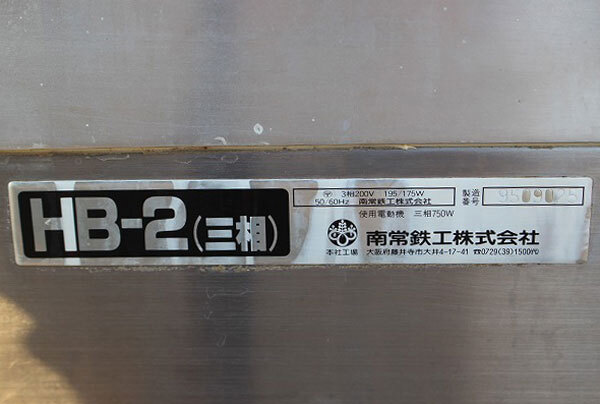 HB-2(三相)
〒 3相200V 195/175W
50/60Hz 南常鉄工株式会社
製造
番号
使用電動機 三相750W
南常鉄工株式会社
本社工場 大阪府藤井寺市大井4-17-41 ☎0729(39)1500㈹